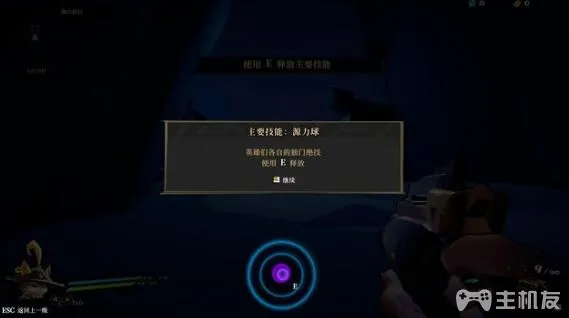 使用 E 释放主要技能
主要技能：源力球
英雄们各自的独门绝技
使用 E 释放
继续
E
ESC 返回上一级
主机友